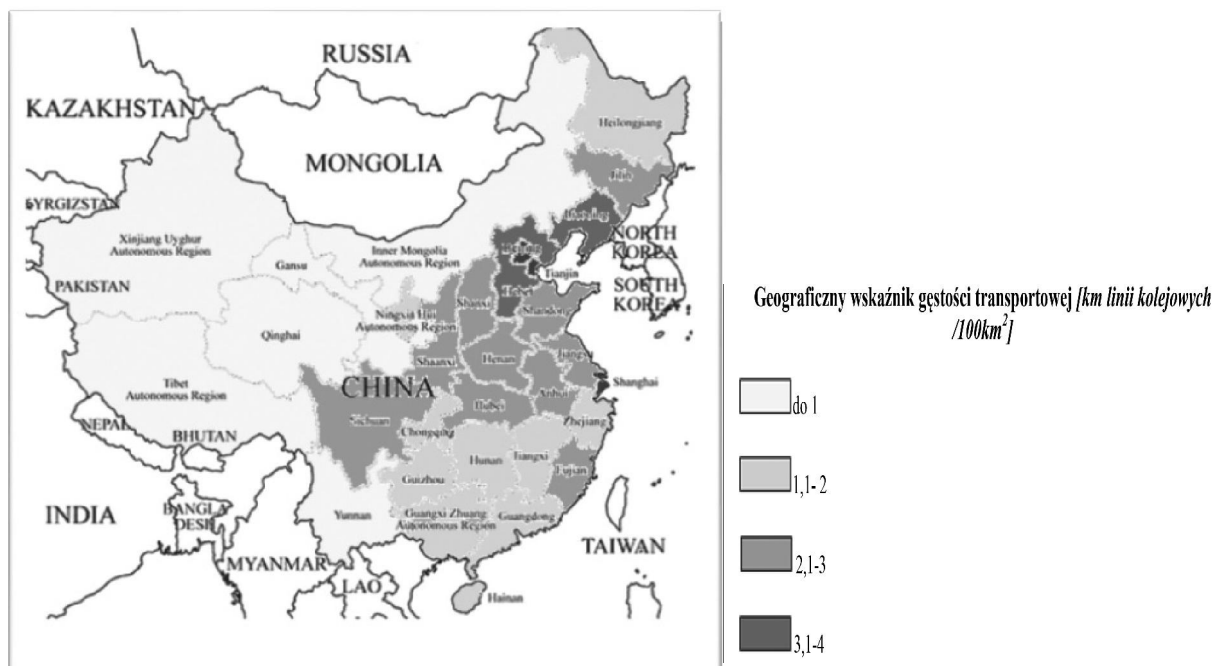 RUSSIA
KAZAKHSTAN
MONGOLIA
Heilongjiang
Jilin
Liaoning
NORTH
KOREA
SOUTH
KOREA
Beijing
Tianjin
Hebei
Xinjiang Uyghur
Autonomous Region
Gansu
Inner Mongolia
Autonomous Region
PAKISTAN
Qinghai
Ningxia Hui
Autonomous Region
Shanxi
Shandong
Shaanxi
Henan
Jiangsu
Tibet
Autonomous Region
CHINA
Shanghai
Anhui
Hubei
Sichuan
Chongqing
Zhejiang
NEPAL
BHUTAN
Hunan
Jiangxi
Fujian
Guizhou
INDIA
BANGLA
DESH
Yunnan
Guangxi Zhuang
Autonomous Region
Guangdong
TAIWAN
MYANMAR
LAO
Hainan
Geograficzny wskaźnik gęstości transportowej [km linii kolejowych
/100km²]
do 1
1,1- 2
2,1-3
3,1-4